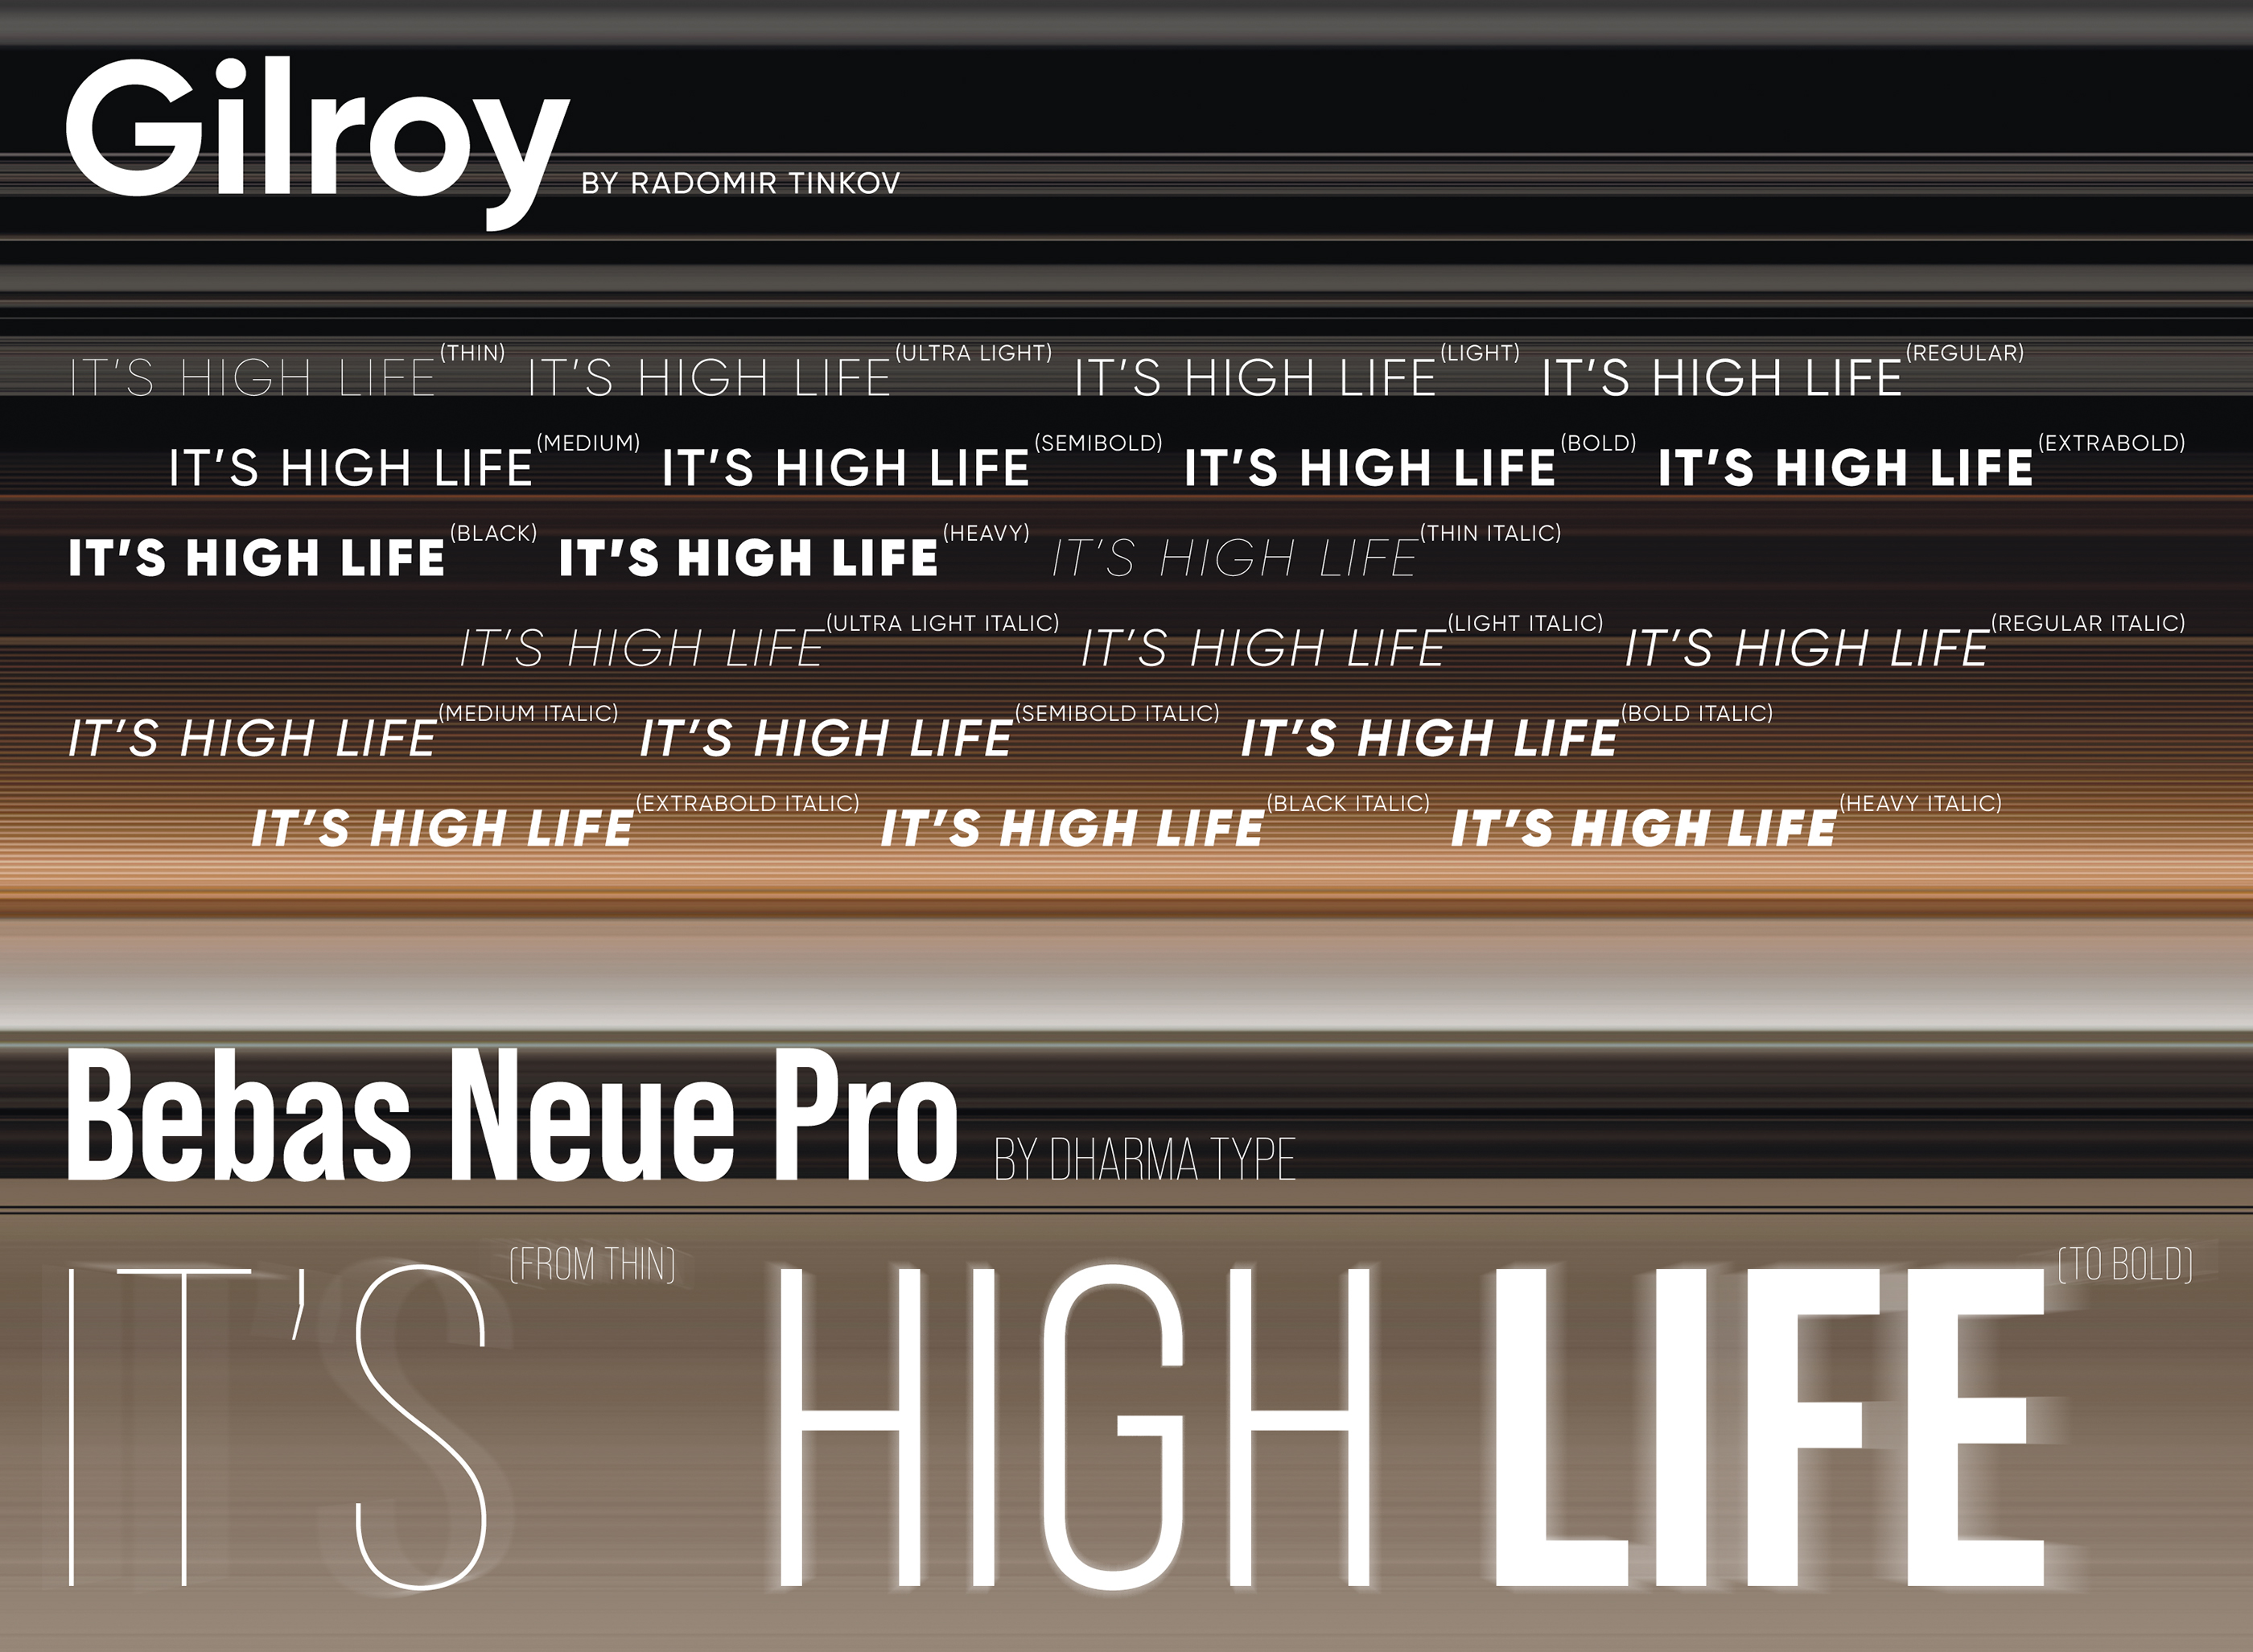 Gilroy BY RADOMIR TINKOV
IT’S HIGH LIFE (THIN) IT’S HIGH LIFE (ULTRA LIGHT) IT’S HIGH LIFE (LIGHT) IT’S HIGH LIFE (REGULAR)
IT’S HIGH LIFE (MEDIUM) IT’S HIGH LIFE (SEMIBOLD) IT’S HIGH LIFE (BOLD) IT’S HIGH LIFE (EXTRABOLD)
IT’S HIGH LIFE (BLACK) IT’S HIGH LIFE (HEAVY) IT’S HIGH LIFE (THIN ITALIC)
IT’S HIGH LIFE (ULTRA LIGHT ITALIC) IT’S HIGH LIFE (LIGHT ITALIC) IT’S HIGH LIFE (REGULAR ITALIC)
IT’S HIGH LIFE (MEDIUM ITALIC) IT’S HIGH LIFE (SEMIBOLD ITALIC) IT’S HIGH LIFE (BOLD ITALIC)
IT’S HIGH LIFE (EXTRABOLD ITALIC) IT’S HIGH LIFE (BLACK ITALIC) IT’S HIGH LIFE (HEAVY ITALIC)
Bebas Neue Pro BY DHARMA TYPE
IT’S (FROM THIN) HIGH LIFE (TO BOLD)